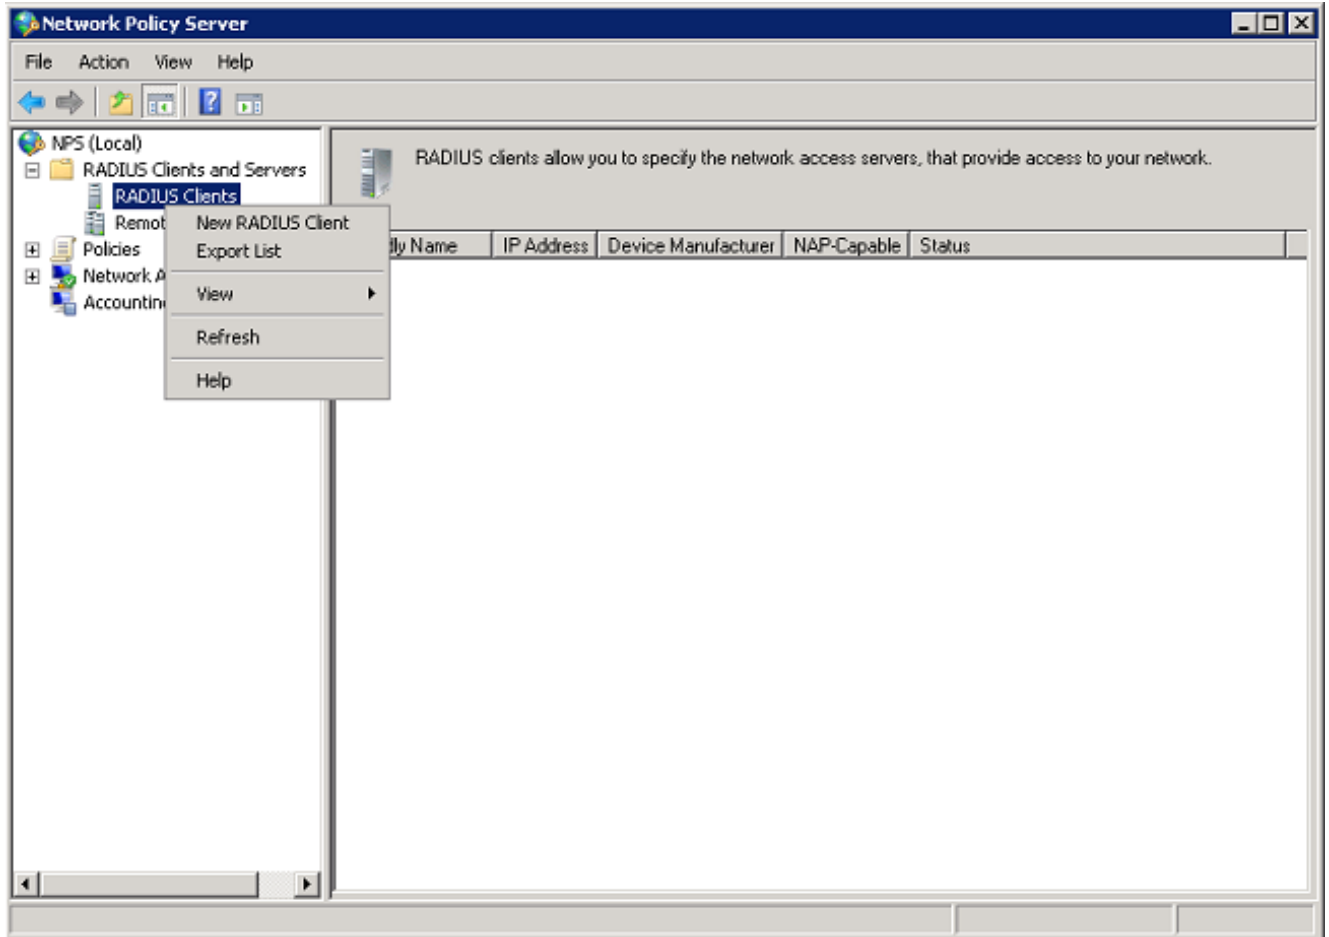 Network Policy Server
File Action View Help
NPS (Local)
RADIUS Clients and Servers
RADIUS Clients
Remot
Policies
Network A
Accountin
New RADIUS Client
Export List
View
Refresh
Help
RADIUS clients allow you to specify the network access servers, that provide access to your network.
dly Name IP Address Device Manufacturer NAP-Capable Status